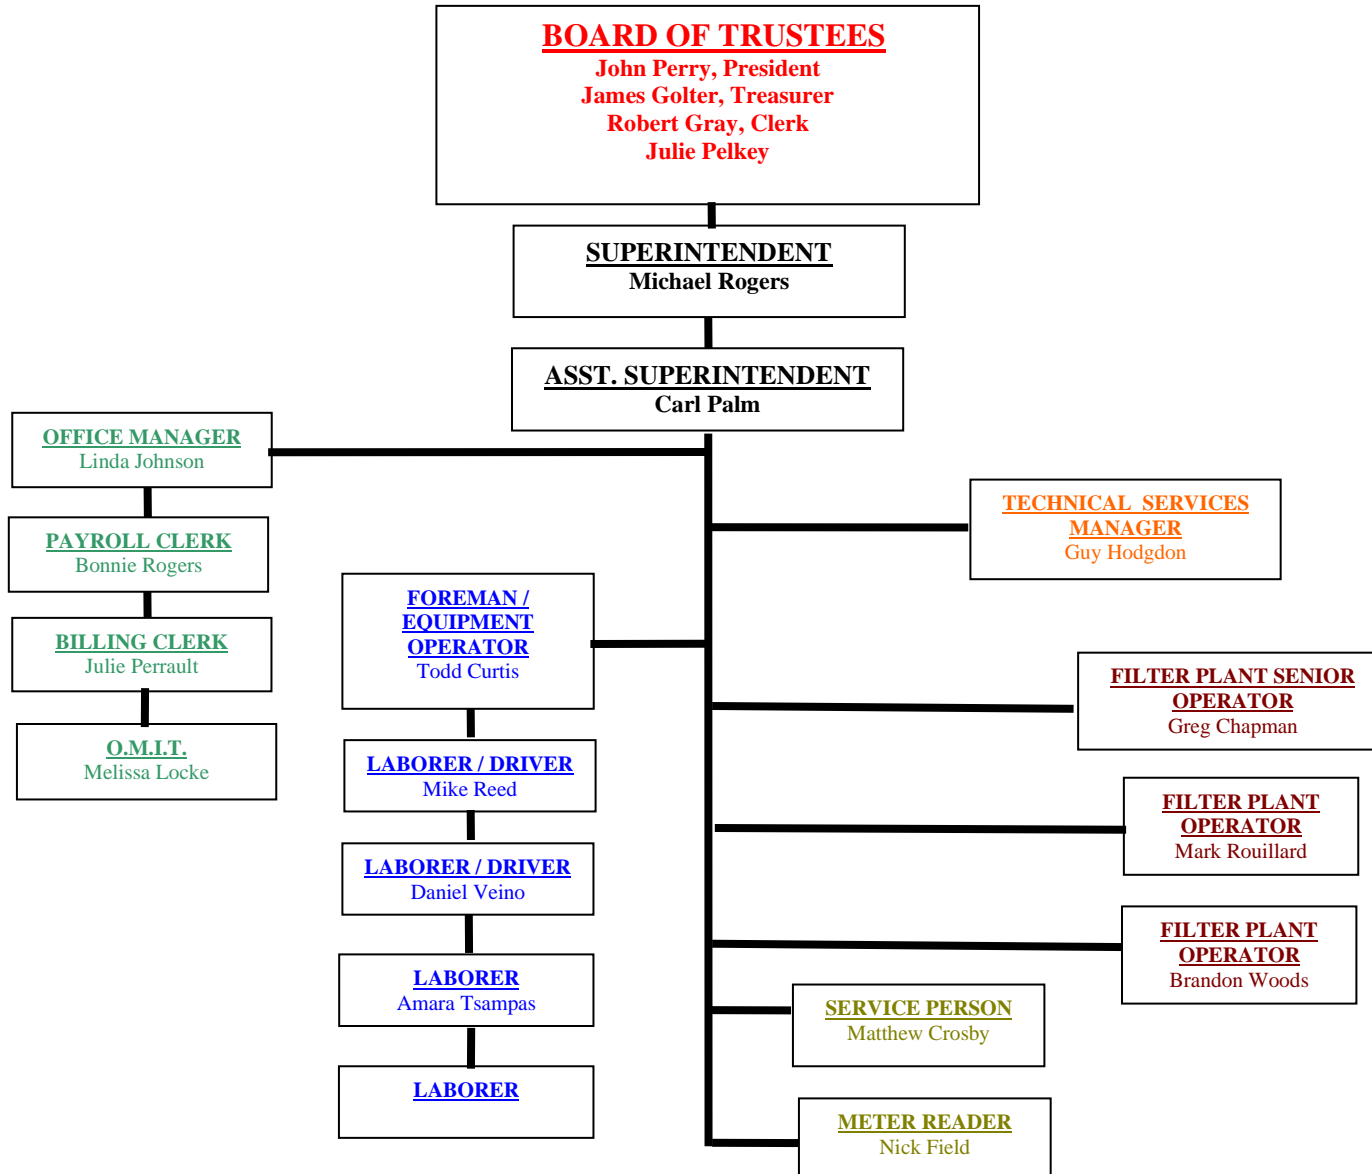 BOARD OF TRUSTEES
John Perry, President
James Golter, Treasurer
Robert Gray, Clerk
Julie Pelkey
SUPERINTENDENT
Michael Rogers
ASST. SUPERINTENDENT
Carl Palm
OFFICE MANAGER
Linda Johnson
PAYROLL CLERK
Bonnie Rogers
BILLING CLERK
Julie Perrault
O.M.I.T.
Melissa Locke
FOREMAN /
EQUIPMENT
OPERATOR
Todd Curtis
LABORER / DRIVER
Mike Reed
LABORER / DRIVER
Daniel Veino
LABORER
Amara Tsampas
LABORER
TECHNICAL SERVICES
MANAGER
Guy Hodgdon
FILTER PLANT SENIOR
OPERATOR
Greg Chapman
FILTER PLANT
OPERATOR
Mark Rouillard
FILTER PLANT
OPERATOR
Brandon Woods
SERVICE PERSON
Matthew Crosby
METER READER
Nick Field